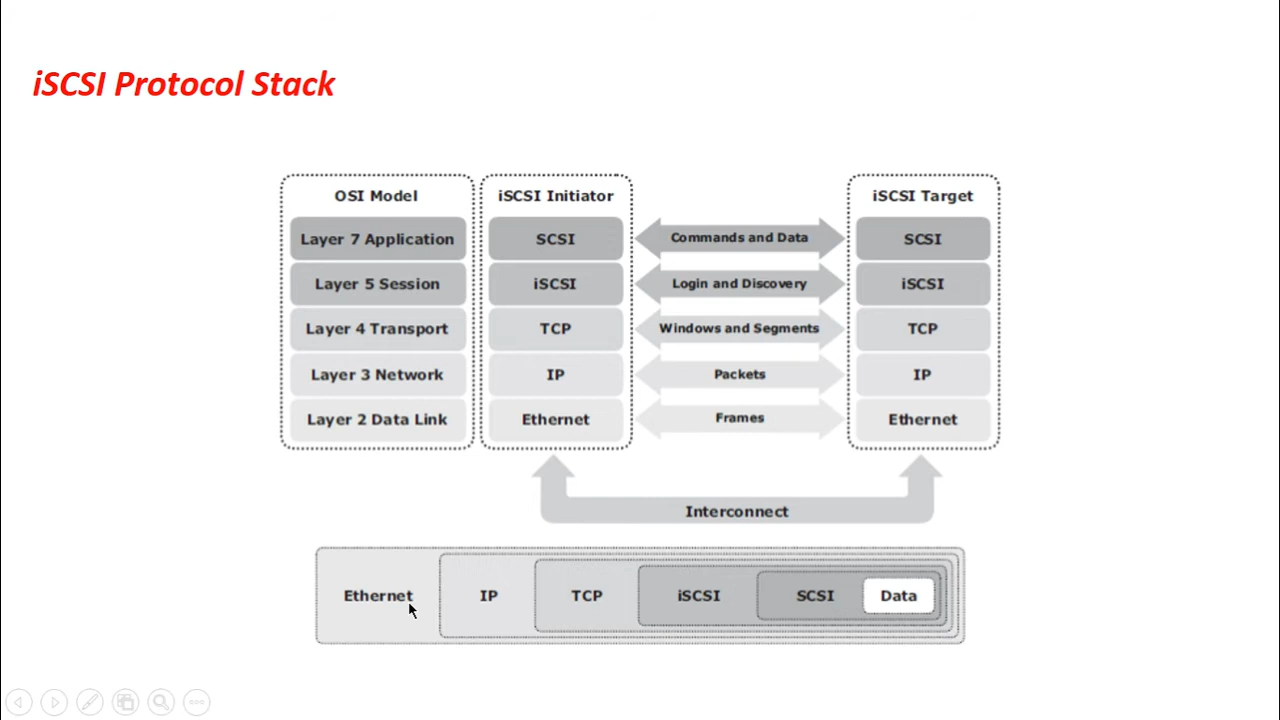 iSCSI Protocol Stack
OSI Model
iSCSI Initiator
iSCSI Target
Layer 7 Application
SCSI
Commands and Data
SCSI
Layer 5 Session
iSCSI
Login and Discovery
iSCSI
Layer 4 Transport
TCP
Windows and Segments
TCP
Layer 3 Network
IP
Packets
IP
Layer 2 Data Link
Ethernet
Frames
Ethernet
Interconnect
Ethernet
IP
TCP
iSCSI
SCSI
Data